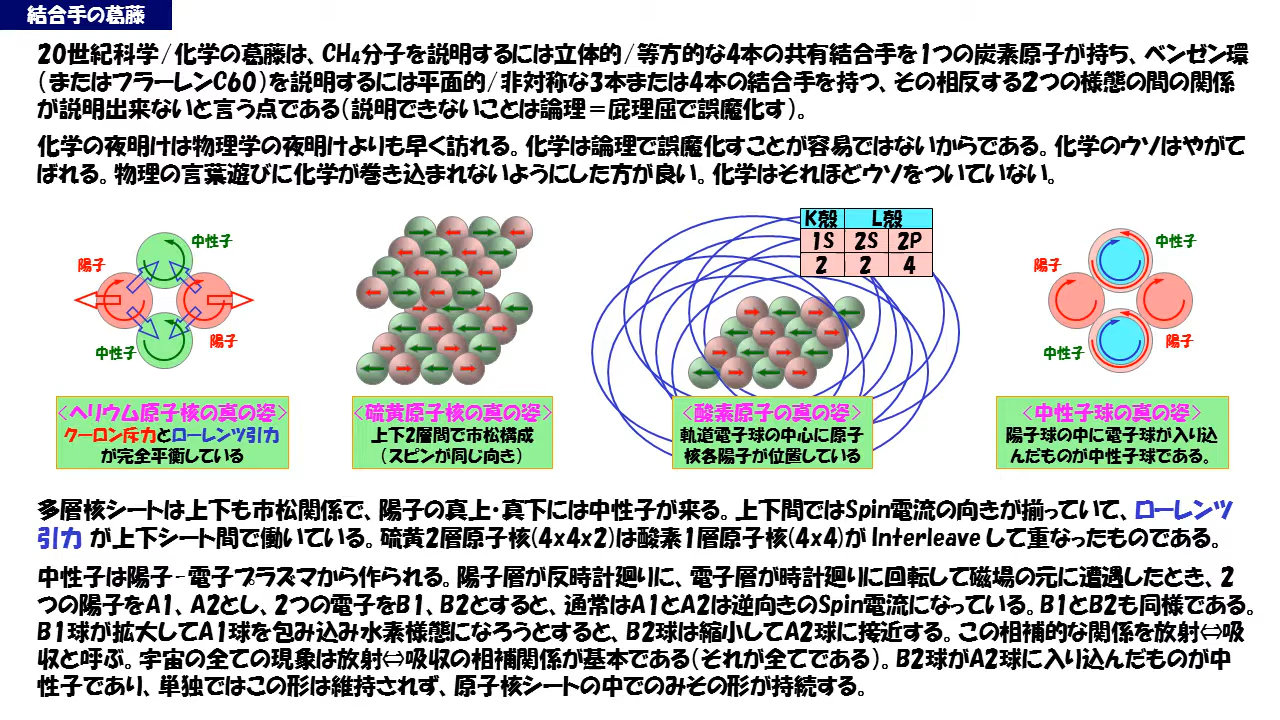 結合手の葛藤
20世紀科学/化学の葛藤は、CH4分子を説明するには立体的/等方的な4本の共有結合手を1つの炭素原子が持ち、ベンゼン環
(またはフラーレンC60)を説明するには平面的/非対称な3本または4本の結合手を持つ、その相反する2つの様態の間の関係
が説明出来ないと言う点である(説明できないことは論理=屁理屈で誤魔化す)。
化学の夜明けは物理学の夜明けよりも早く訪れる。化学は論理で誤魔化すことが容易ではないからである。化学のウソはやがて
ばれる。物理の言葉遊びに化学が巻き込まれないようにした方が良い。化学はそれほどウソをついていない。
中性子
陽子
陽子
中性子
<ヘリウム原子核の真の姿>
クーロン斥力とローレンツ引力
が完全平衡している
<硫黄原子核の真の姿>
上下2層間で市松構成
(スピンが同じ向き)
K殻 L殻
1S 2S 2P
2 2 4
<酸素原子の真の姿>
軌道電子球の中心に原子
核各陽子が位置している
中性子
陽子
陽子
中性子
<中性子球の真の姿>
陽子球の中に電子球が入り込
んだものが中性子球である。
多層核シートは上下も市松関係で、陽子の真上・真下には中性子が来る。上下間ではSpin電流の向きが揃っていて、ローレンツ
引力 が上下シート間で働いている。硫黄2層原子核(4x4x2)は酸素1層原子核(4x4)が Interleave して重なったものである。
中性子は陽子-電子プラズマから作られる。陽子層が反時計廻りに、電子層が時計廻りに回転して磁場の元に遭遇したとき、2
つの陽子をA1、A2とし、2つの電子をB1、B2とすると、通常はA1とA2は逆向きのSpin電流になっている。B1とB2も同様である。
B1球が拡大してA1球を包み込み水素様態になろうとすると、B2球は縮小してA2球に接近する。この相補的な関係を放射⇔吸
収と呼ぶ。宇宙の全ての現象は放射⇔吸収の相補関係が基本である(それが全てである)。B2球がA2球に入り込んだものが中
性子であり、単独ではこの形は維持されず、原子核シートの中でのみその形が持続する。